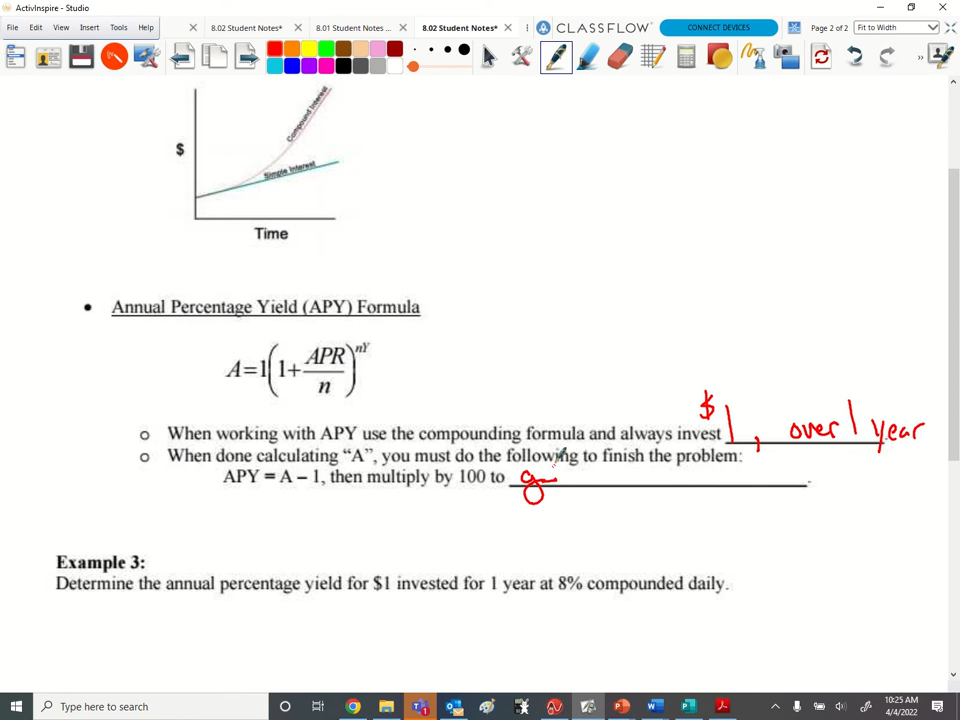 ActivInspire - Studio
File Edit View Insert Tools Help
8.02 Student Notes* 8.01 Student Notes ... 8.02 Student Notes*
CLASSFLOW
CONNECT DEVICES
Page 2 of 2
Fit to Width
Compound Interest
$
Simple Interest
Time
• Annual Percentage Yield (APY) Formula
A=1(1+APR/n)^nY
o When working with APY use the compounding formula and always invest $1, over 1 year
o When done calculating “A”, you must do the following to finish the problem:
APY = A – 1, then multiply by 100 to ge_____.
Example 3:
Determine the annual percentage yield for $1 invested for 1 year at 8% compounded daily.
Type here to search
10:25 AM
4/4/2022